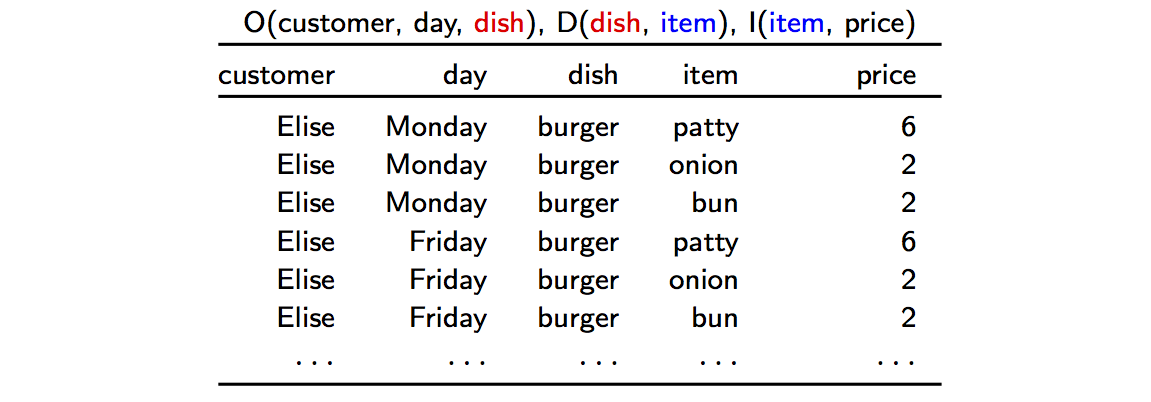 O(customer, day, dish), D(dish, item), I(item, price)
customer day dish item price
Elise Monday burger patty 6
Elise Monday burger onion 2
Elise Monday burger bun 2
Elise Friday burger patty 6
Elise Friday burger onion 2
Elise Friday burger bun 2
... ... ... ... ...